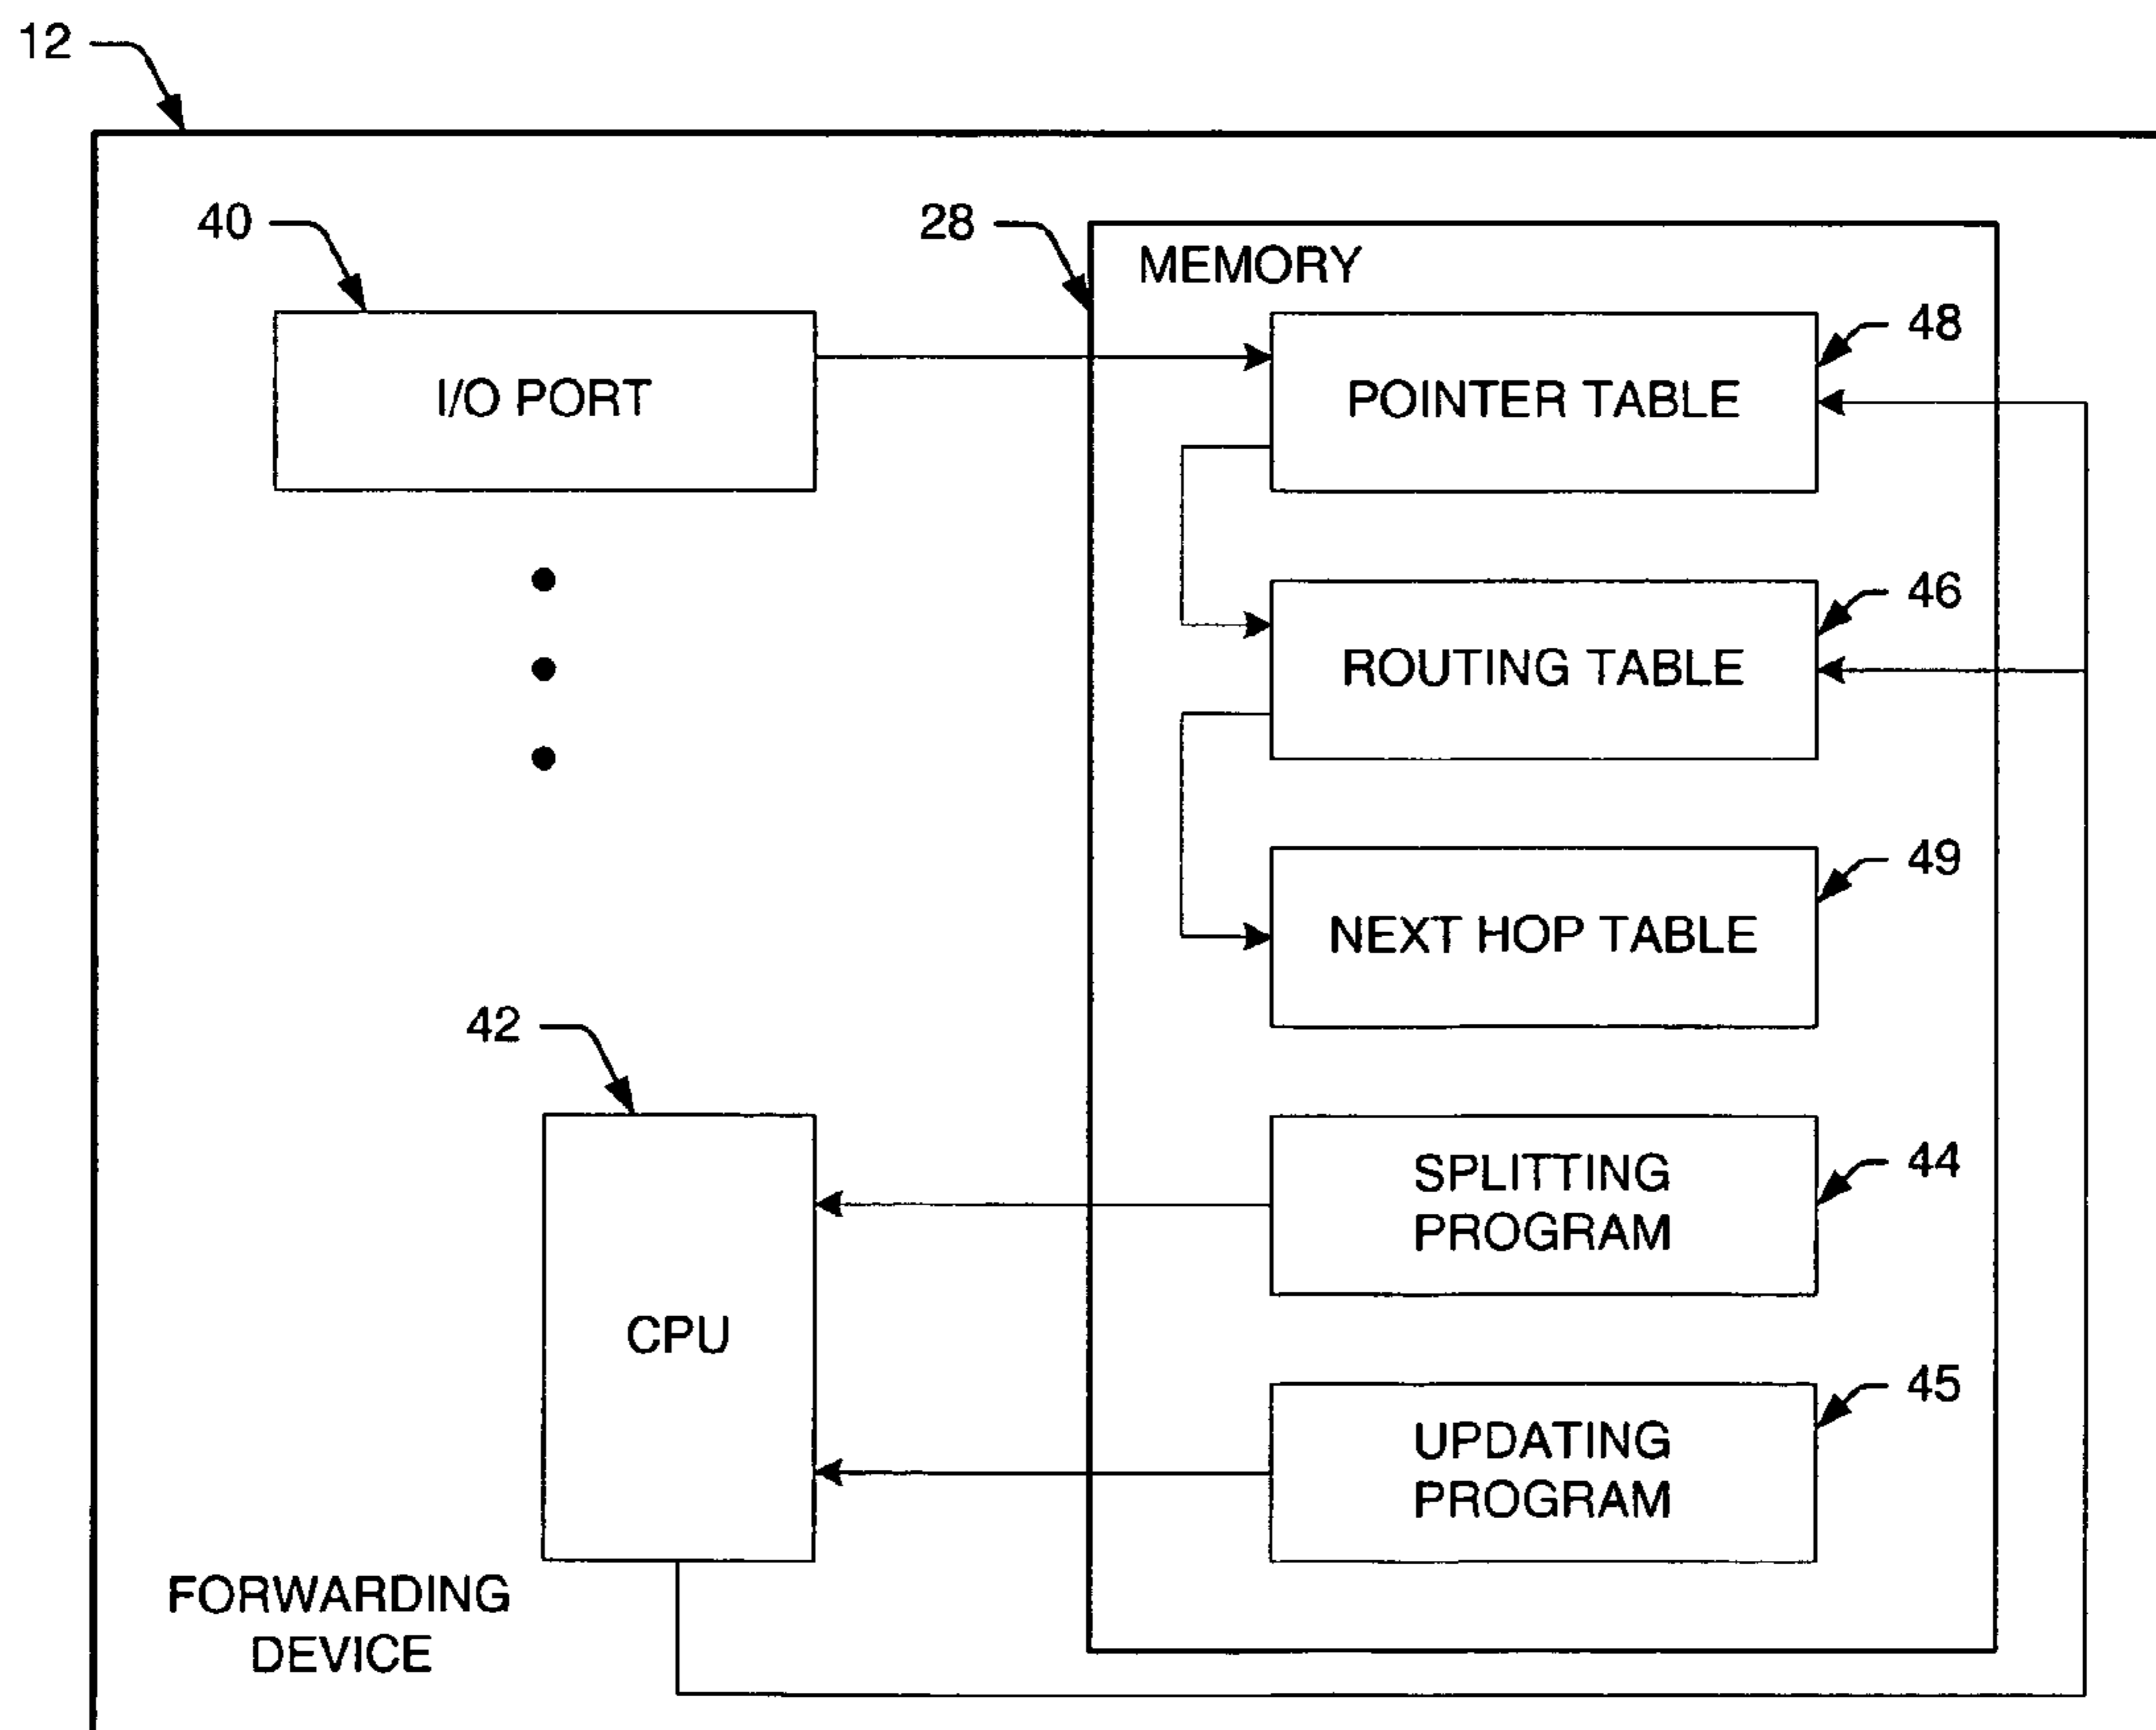 12
40
28
MEMORY
48
I/O PORT
POINTER TABLE
46
ROUTING TABLE
49
NEXT HOP TABLE
42
44
SPLITTING
PROGRAM
CPU
45
UPDATING
PROGRAM
FORWARDING
DEVICE